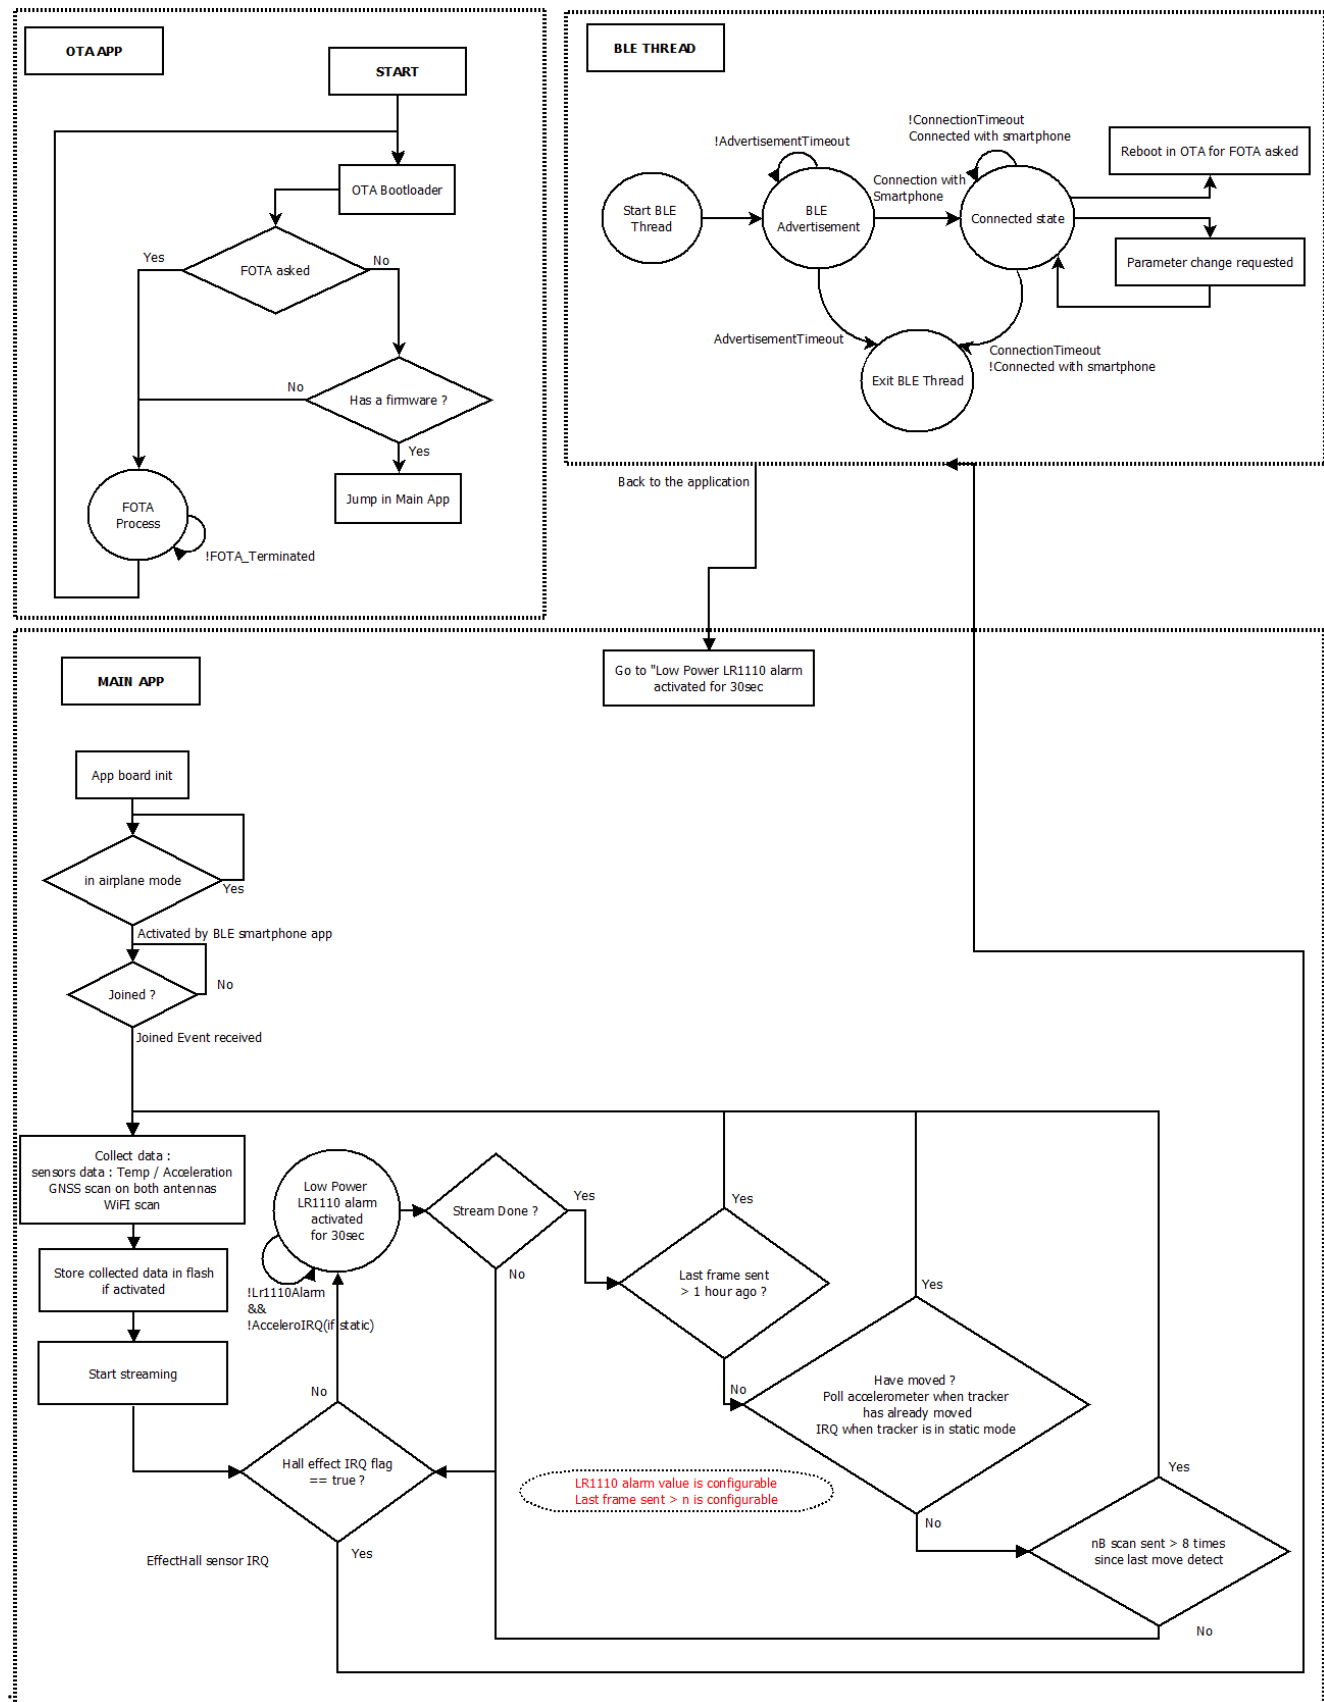 OTA APP
START
OTA Bootloader
Yes
FOTA asked
No
No
Has a firmware ?
Yes
Jump in Main App
FOTA
Process
!FOTA_Terminated
BLE THREAD
!AdvertisementTimeout
!ConnectionTimeout
Connected with smartphone
Reboot in OTA for FOTA asked
Connection with
Smartphone
Start BLE
Thread
BLE
Advertisement
Connected state
Parameter change requested
AdvertisementTimeout
ConnectionTimeout
!Connected with smartphone
Exit BLE Thread
Back to the application
MAIN APP
Go to "Low Power LR1110 alarm
activated for 30sec
App board init
in airplane mode
Yes
Activated by BLE smartphone app
Joined ?
No
Joined Event received
Collect data :
sensors data : Temp / Acceleration
GNSS scan on both antennas
WiFI scan
Store collected data in flash
if activated
Start streaming
Low Power
LR1110 alarm
activated
for 30sec
!Lr1110Alarm
&&
!AcceleroIRQ(if static)
Stream Done ?
Yes
No
Yes
Last frame sent
> 1 hour ago ?
No
Yes
Have moved ?
Poll accelerometer when tracker
has already moved
IRQ when tracker is in static mode
No
No
Hall effect IRQ flag
== true ?
Yes
EffectHall sensor IRQ
LR1110 alarm value is configurable
Last frame sent > n is configurable
Yes
nB scan sent > 8 times
since last move detect
No